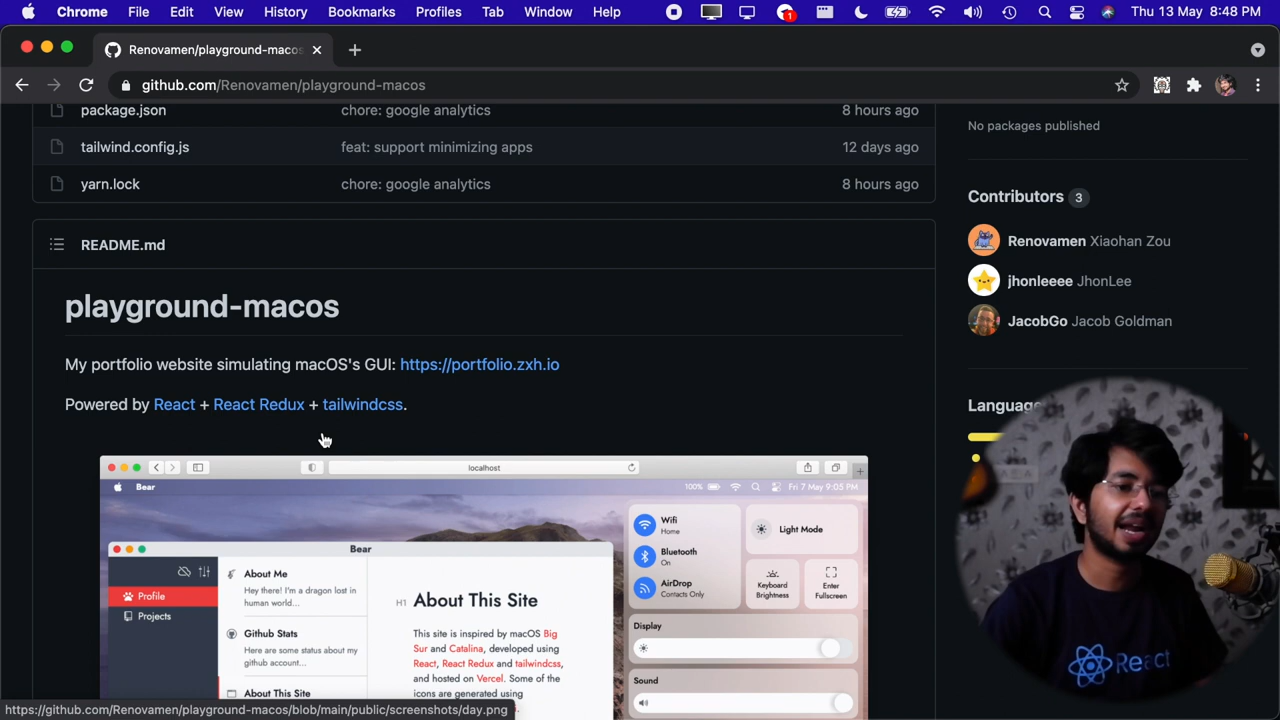 Chrome File Edit View History Bookmarks Profiles Tab Window Help 1 Thu 13 May 8:48 PM
Renovamen/playground-macos
github.com/Renovamen/playground-macos
package.json chore: google analytics 8 hours ago
No packages published
tailwind.config.js feat: support minimizing apps 12 days ago
yarn.lock chore: google analytics 8 hours ago
Contributors 3
README.md
Renovamen Xiaohan Zou
jhonleeee JhonLee
JacobGo Jacob Goldman
playground-macos
My portfolio website simulating macOS's GUI: https://portfolio.zxh.io
Powered by React + React Redux + tailwindcss.
Language
localhost
Bear 100% Fri 7 May 9:05 PM
Bear
Profile
Projects
About Me
Hey there! I'm a dragon lost in
human world...
Github Stats
Here are some status about my
github account...
About This Site
H1 About This Site
This site is inspired by macOS Big
Sur and Catalina, developed using
React, React Redux and tailwindcss,
and hosted on Vercel. Some of the
icons are generated using
Wifi
Home
Bluetooth
On
AirDrop
Contacts Only
Light Mode
Keyboard
Brightness
Enter
Fullscreen
Display
Sound
React
https://github.com/Renovamen/playground-macos/blob/main/public/screenshots/day.png